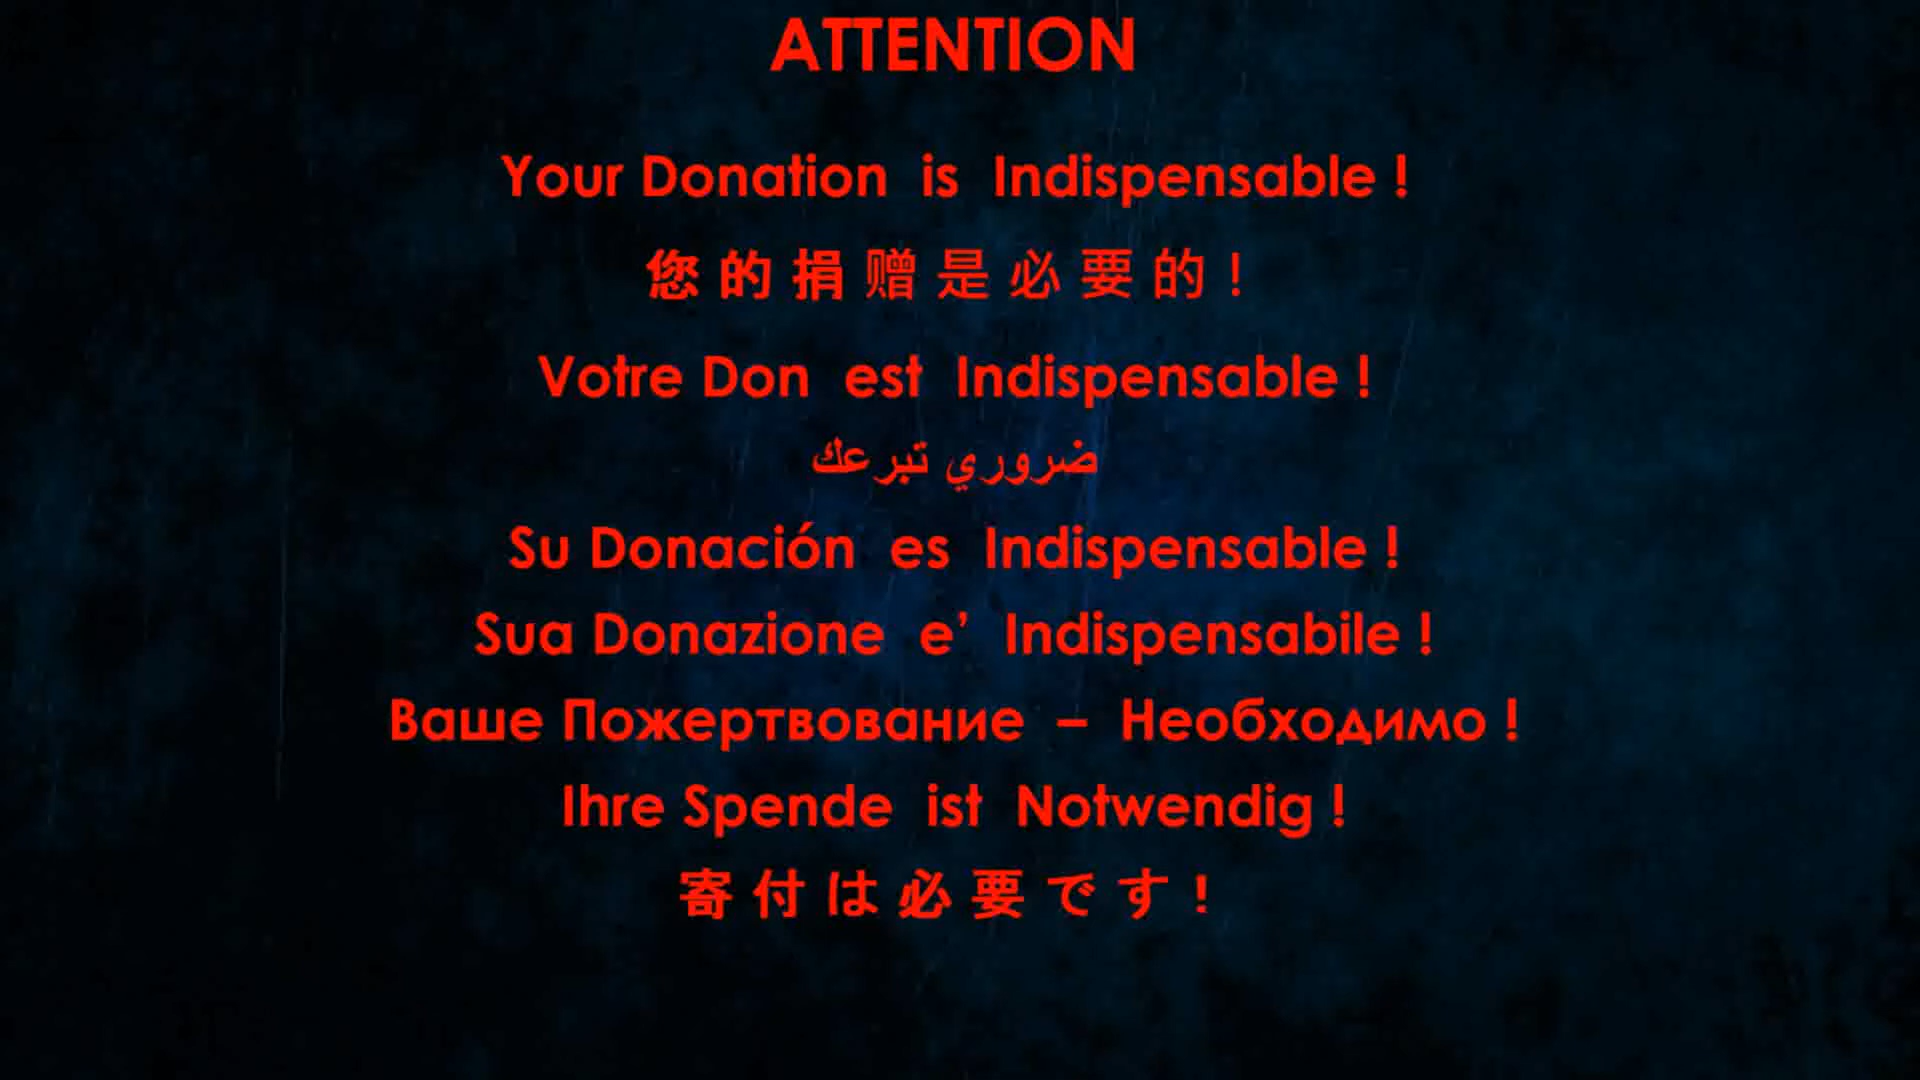 ATTENTION
Your Donation is Indispensable !
您的捐赠是必要的!
Votre Don est Indispensable !
ضروري تبرعك
Su Donación es Indispensable !
Sua Donazione e’ Indispensabile !
Ваше Пожертвование – Необходимо !
Ihre Spende ist Notwendig !
寄付は必要です!